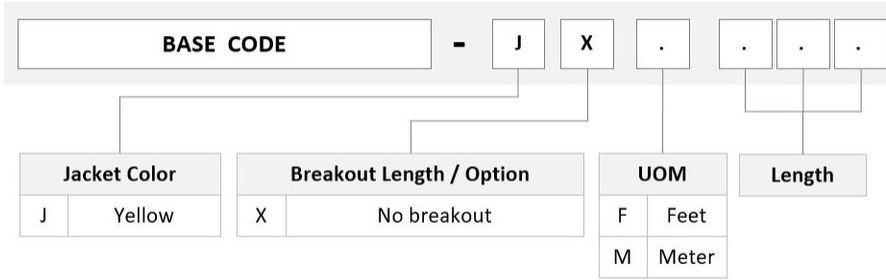 BASE CODE - J X . . . .
Jacket Color
J Yellow
Breakout Length / Option
X No breakout
UOM
F Feet
M Meter
Length